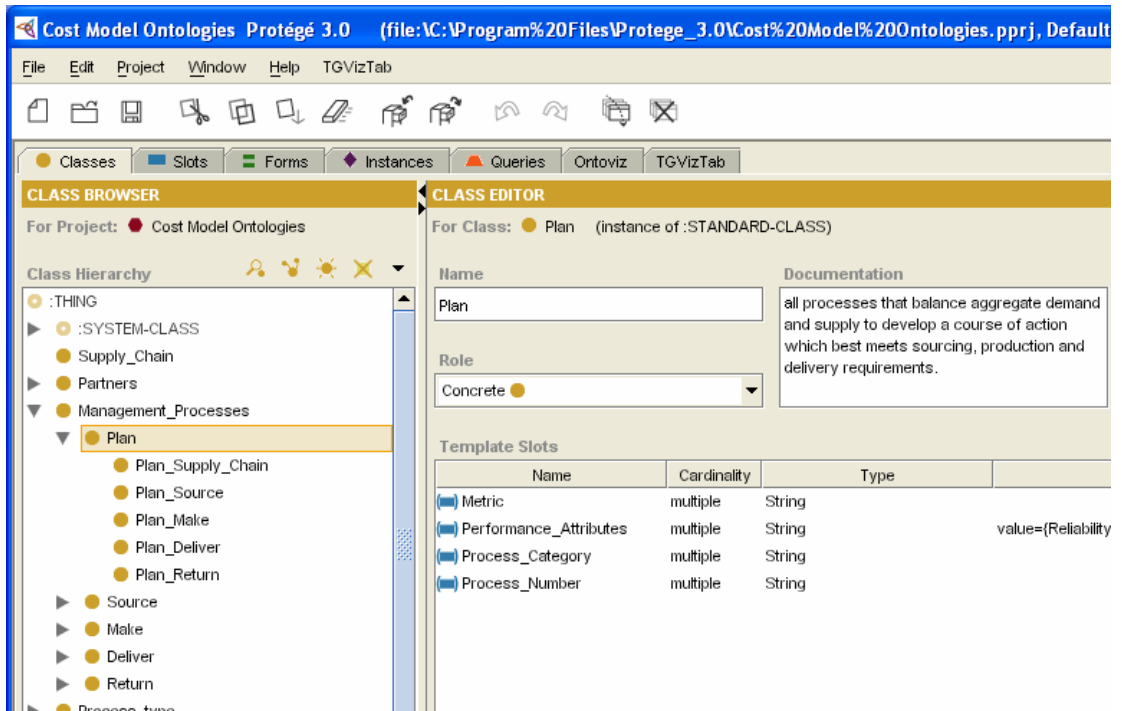 Cost Model Ontologies Protégé 3.0 (file:\C:\Program%20Files\Protege_3.0\Cost%20Model%20Ontologies.pprj, Default
File Edit Project Window Help TGVizTab
Classes Slots Forms Instances Queries Ontoviz TGVizTab
CLASS BROWSER
For Project: Cost Model Ontologies
Class Hierarchy
:THING
:SYSTEM-CLASS
Supply_Chain
Partners
Management_Processes
Plan
Plan_Supply_Chain
Plan_Source
Plan_Make
Plan_Deliver
Plan_Return
Source
Make
Deliver
Return
Process_type
CLASS EDITOR
For Class: Plan (instance of :STANDARD-CLASS)
Name
Plan
Role
Concrete
Documentation
all processes that balance aggregate demand
and supply to develop a course of action
which best meets sourcing, production and
delivery requirements.
Template Slots
Name Cardinality Type
Metric multiple String
Performance_Attributes multiple String value={Reliability
Process_Category multiple String
Process_Number multiple String